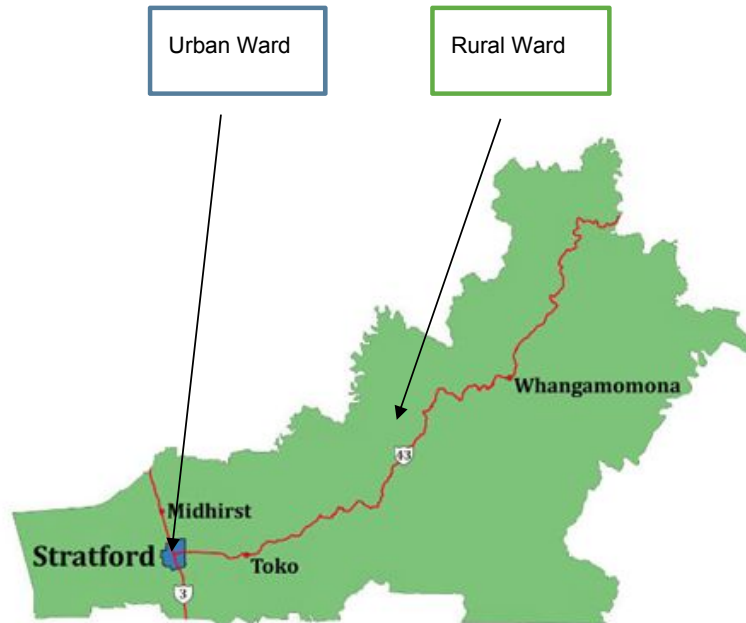 Urban Ward
Rural Ward
Whangamomona
43
Midhirst
Stratford
Toko
3